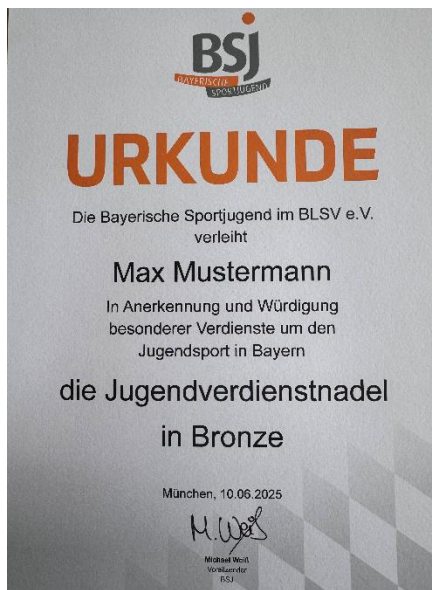 BSJ
BAYERISCHE
SPORTJUGEND
URKUNDE
Die Bayerische Sportjugend im BLSV e.V.
verleiht
Max Mustermann
In Anerkennung und Würdigung
besonderer Verdienste um den
Jugendsport in Bayern
die Jugendverdienstnadel
in Bronze
München, 10.06.2025
M. Weiß
Michael Weiß
Vorsitzender
BSJ